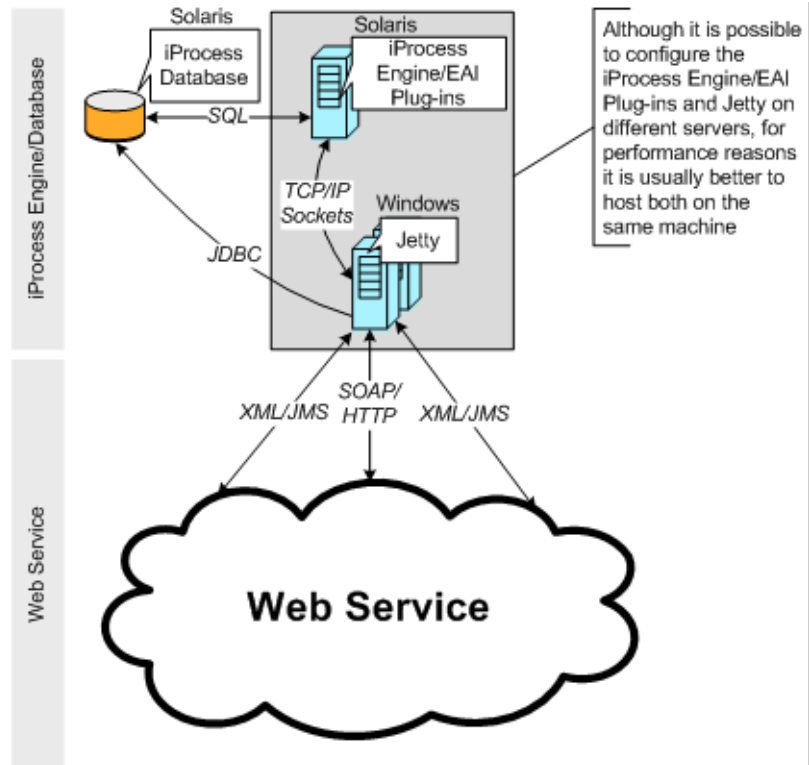 Solaris
iProcess
Database
Solaris
iProcess
Engine/EAI
Plug-ins
SQL
TCP/IP
Sockets
Windows
Jetty
JDBC
Although it is possible
to configure the
iProcess Engine/EAI
Plug-ins and Jetty on
different servers, for
performance reasons
it is usually better to
host both on the
same machine
iProcess Engine/Database
XML/JMS
SOAP/
HTTP
XML/JMS
Web Service
Web Service